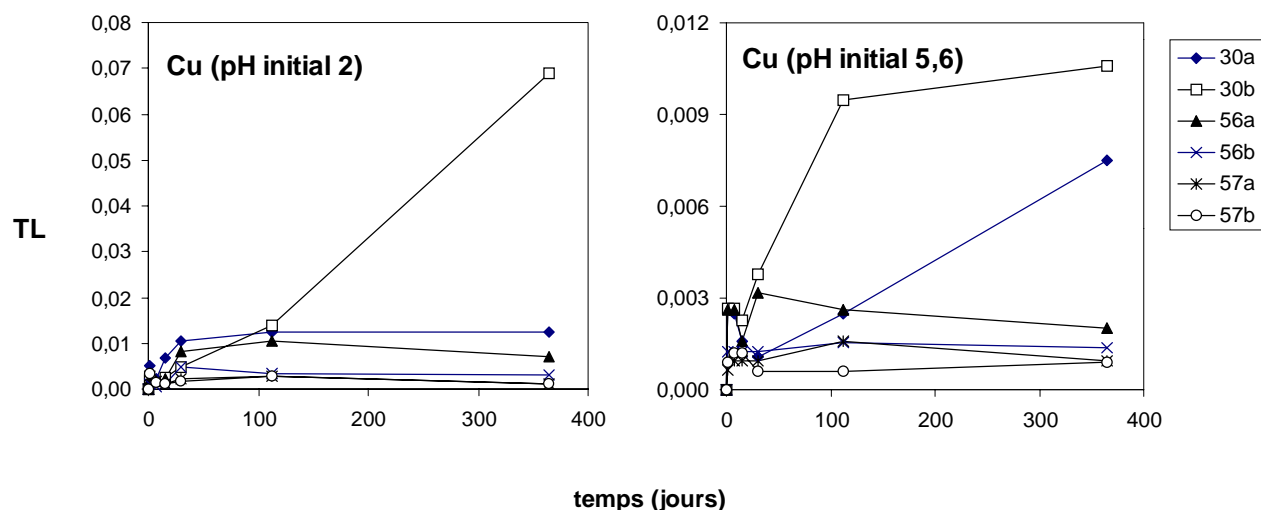 Cu (pH initial 2)
TL
0,08
0,07
0,06
0,05
0,04
0,03
0,02
0,01
0,00
0 100 200 300 400
Cu (pH initial 5,6)
0,012
0,009
0,006
0,003
0,000
0 100 200 300 400
30a
30b
56a
56b
57a
57b
temps (jours)